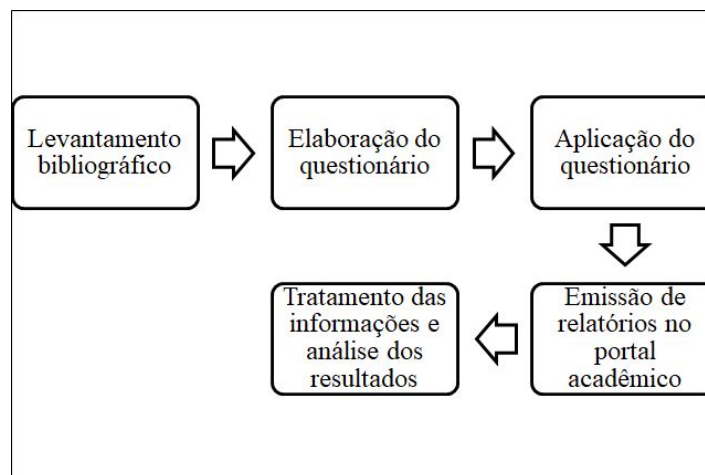 Levantamento
bibliográfico
Elaboração do
questionário
Aplicação do
questionário
Emissão de
relatórios no
portal
acadêmico
Tratamento das
informações e
análise dos
resultados